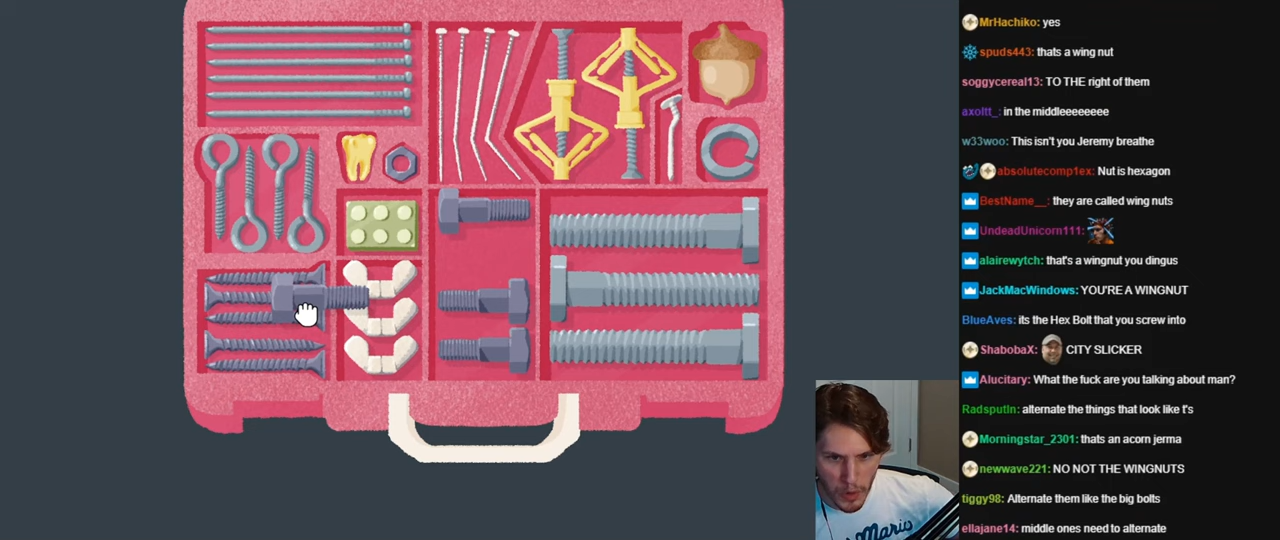 MrHachiko: yes
spuds443: thats a wing nut
soggycereal13: TO THE right of them
axoltt_: in the middleeeeeeee
w33woo: This isn't you Jeremy breathe
absolutecomp1ex: Nut is hexagon
BestName__: they are called wing nuts
UndeadUnicorn111:
alairewytch: that's a wingnut you dingus
JackMacWindows: YOU'RE A WINGNUT
BlueAves: its the Hex Bolt that you screw into
ShabobaX: CITY SLICKER
Alucitary: What the fuck are you talking about man?
RadsputIn: alternate the things that look like t's
Morningstar_2301: thats an acorn jerma
newwave221: NO NOT THE WINGNUTS
tiggy98: Alternate them like the big bolts
ellajane14: middle ones need to alternate
Mario